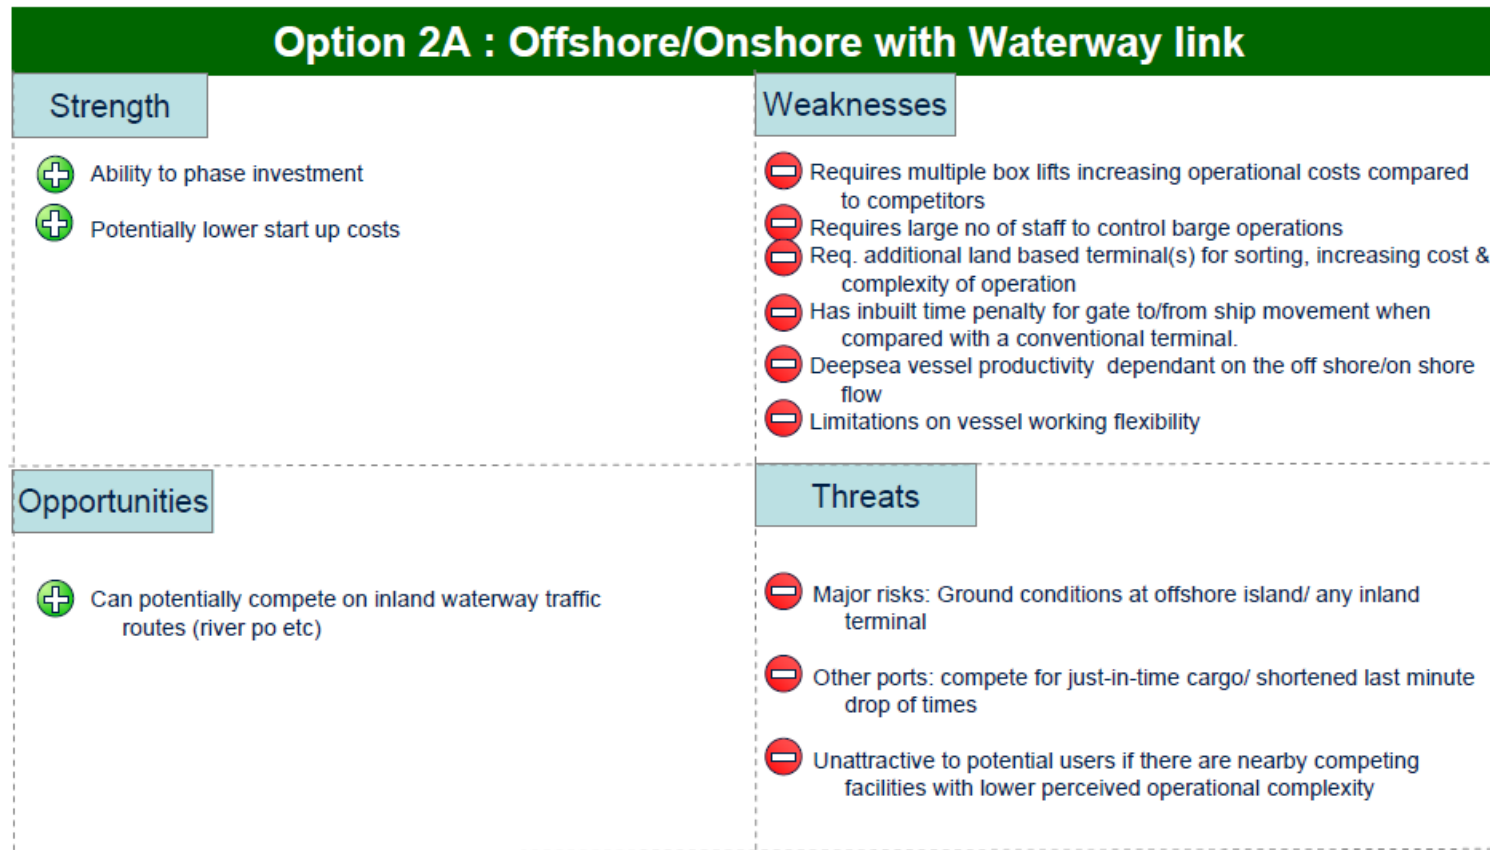 Option 2A : Offshore/Onshore with Waterway link
Strength
Ability to phase investment
Potentially lower start up costs
Weaknesses
Requires multiple box lifts increasing operational costs compared
to competitors
Requires large no of staff to control barge operations
Req. additional land based terminal(s) for sorting, increasing cost &
complexity of operation
Has inbuilt time penalty for gate to/from ship movement when
compared with a conventional terminal.
Deepsea vessel productivity dependant on the off shore/on shore
flow
Limitations on vessel working flexibility
Opportunities
Can potentially compete on inland waterway traffic
routes (river po etc)
Threats
Major risks: Ground conditions at offshore island/ any inland
terminal
Other ports: compete for just-in-time cargo/ shortened last minute
drop of times
Unattractive to potential users if there are nearby competing
facilities with lower perceived operational complexity